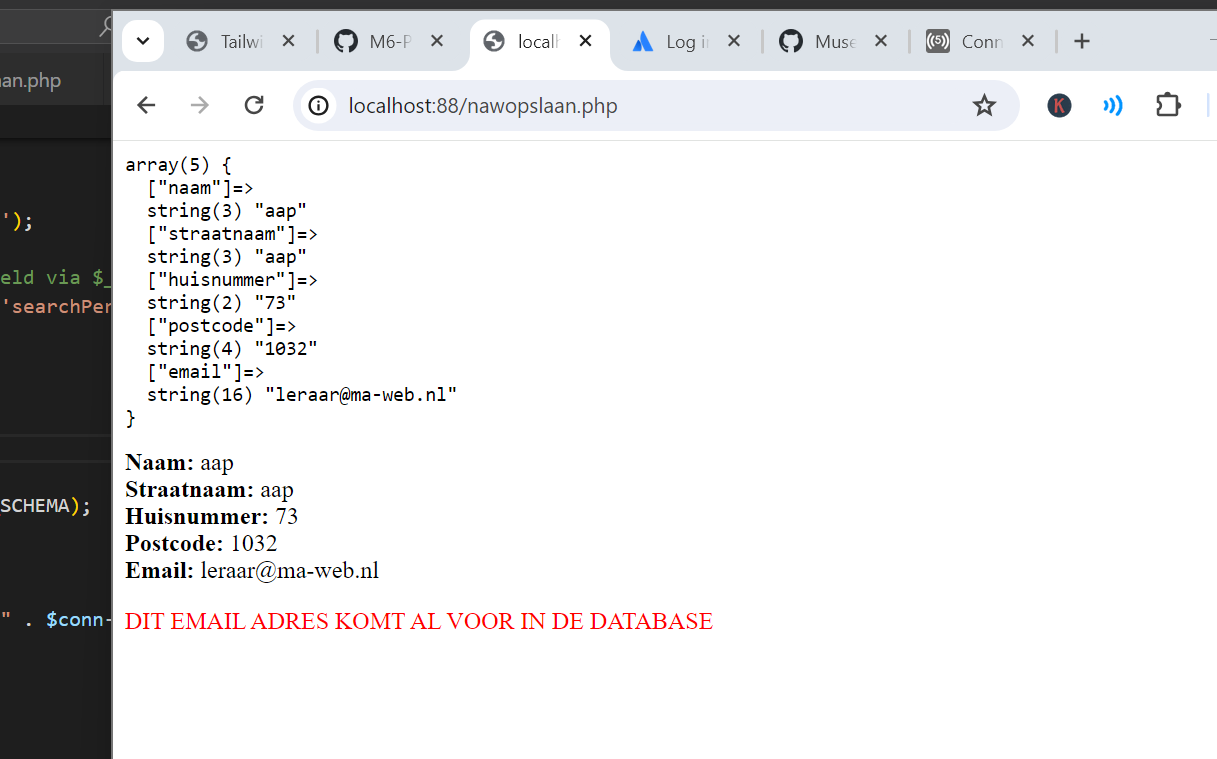 Tailwi
M6-P
localh
Log in
Muse
Conn
an.php
localhost:88/nawopslaan.php
K
array(5) {
["naam"]=>
string(3) "aap"
["straatnaam"]=>
string(3) "aap"
["huisnummer"]=>
string(2) "73"
["postcode"]=>
string(4) "1032"
["email"]=>
string(16) "leraar@ma-web.nl"
}
');
eld via $_
'searchPer
SCHEMA);
" . $conn-
Naam: aap
Straatnaam: aap
Huisnummer: 73
Postcode: 1032
Email: leraar@ma-web.nl
DIT EMAIL ADRES KOMT AL VOOR IN DE DATABASE